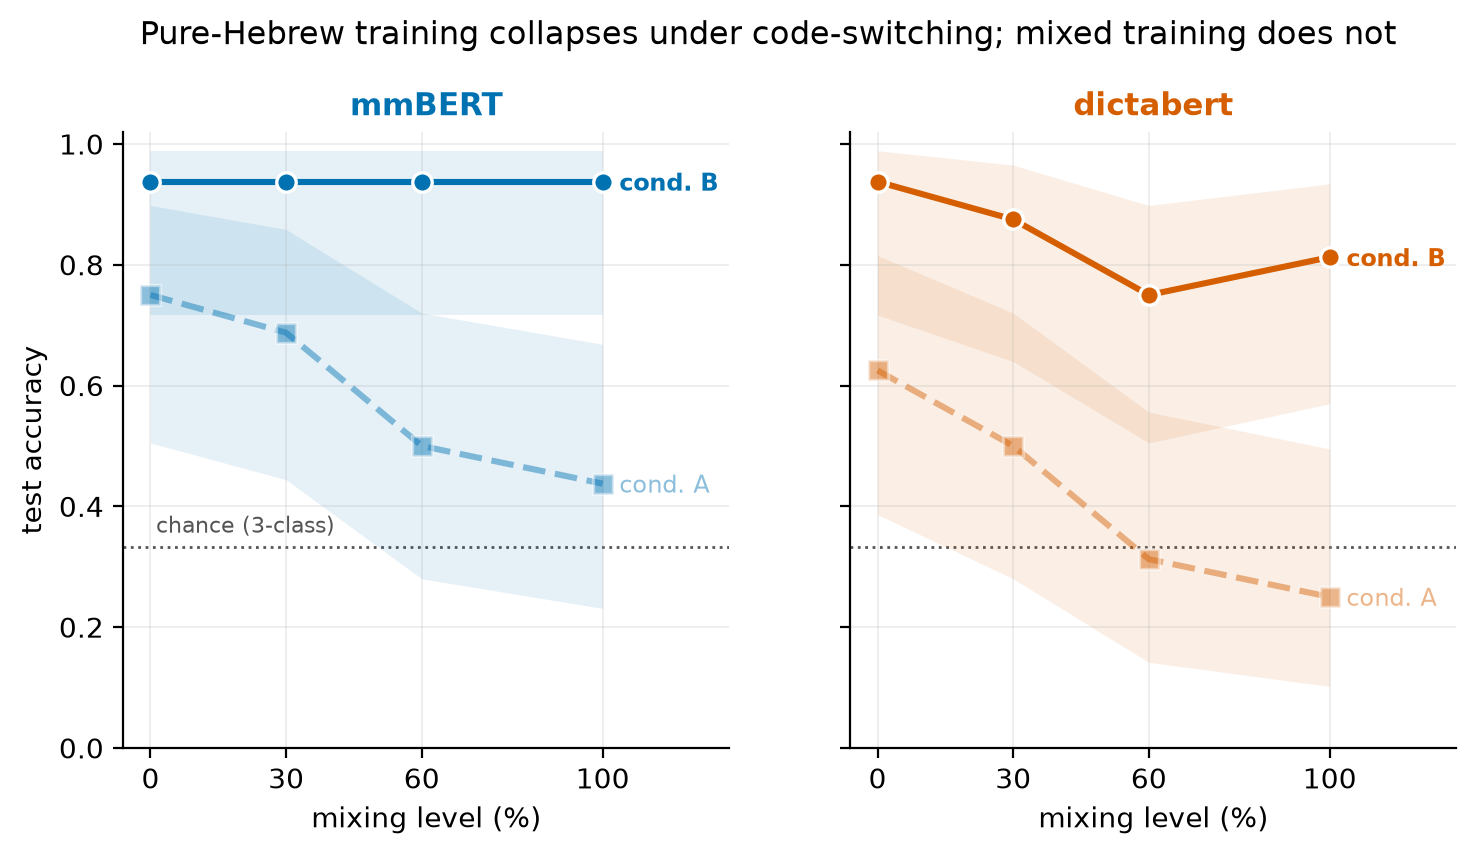 Pure-Hebrew training collapses under code-switching; mixed training does not
mmBERT
dictabert
test accuracy
1.0
0.8
0.6
0.4
0.2
0.0
cond. B
cond. A
chance (3-class)
0 30 60 100
mixing level (%)
cond. B
cond. A
0 30 60 100
mixing level (%)